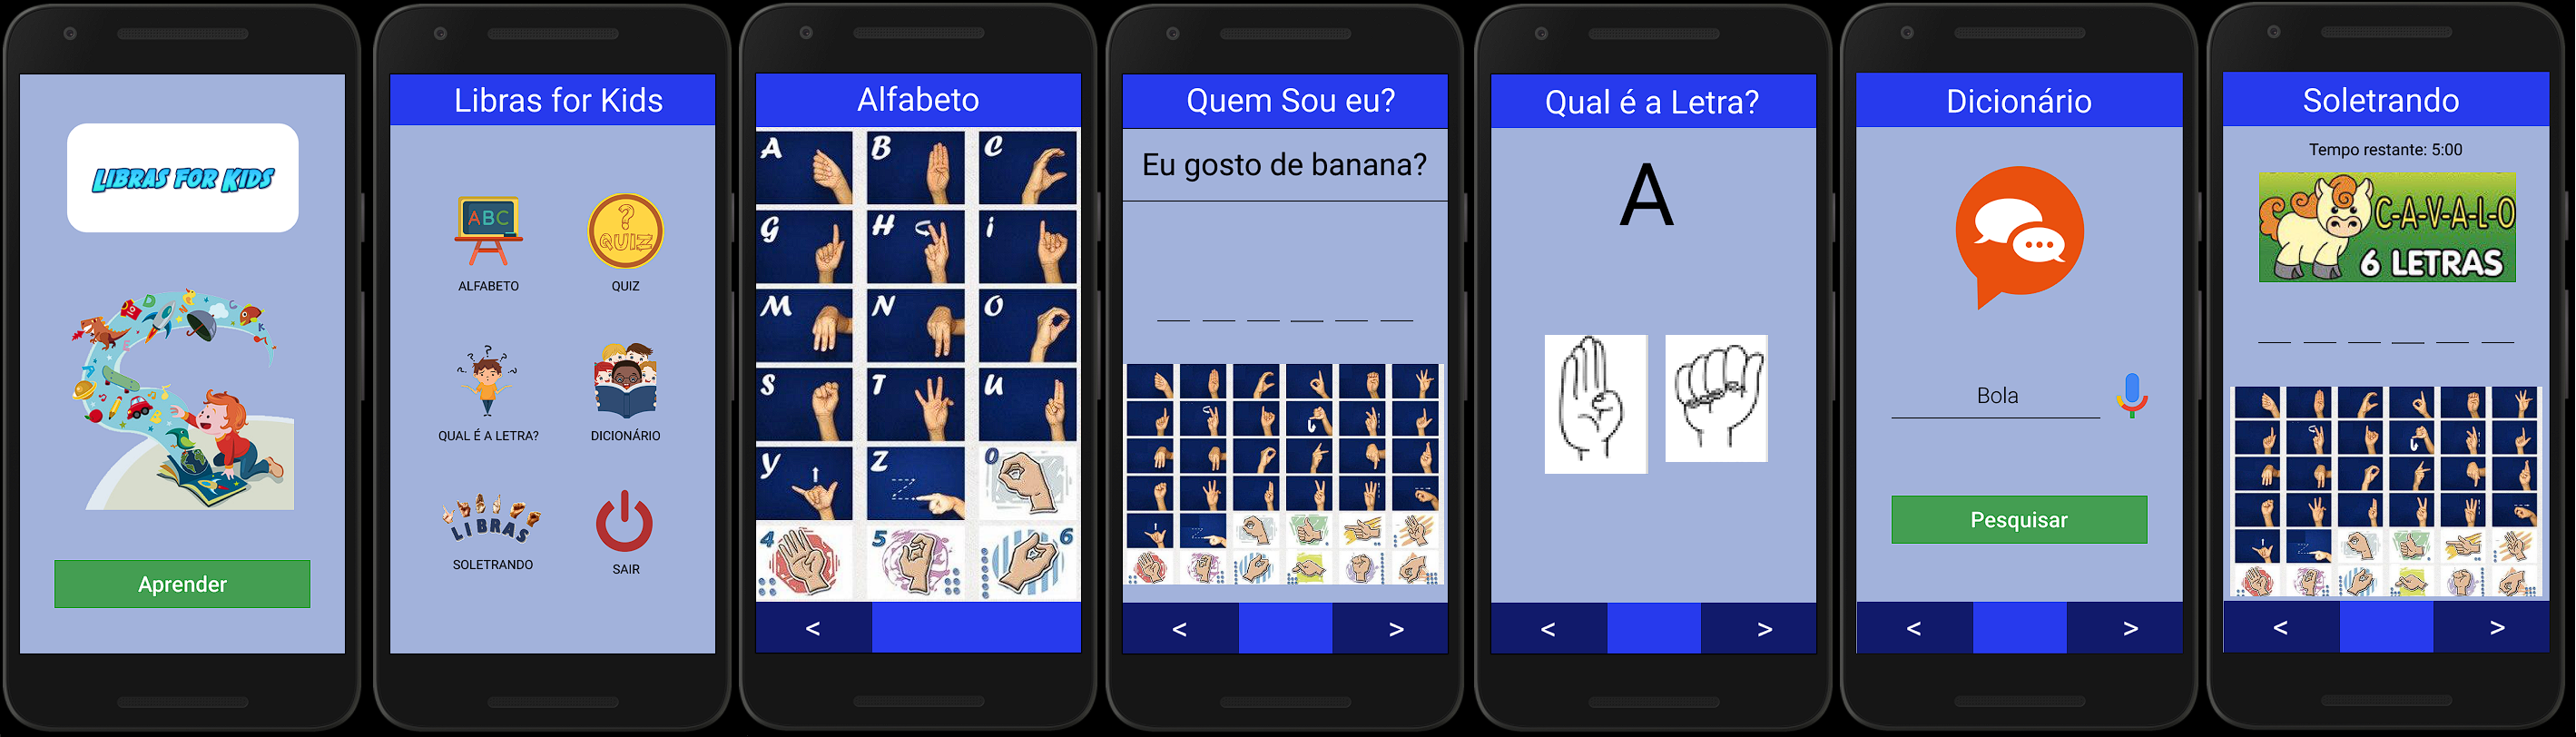 LIBRAS FOR KIDS
Aprender
Libras for Kids
ABC
?
QUIZ
ALFABETO
QUIZ
? ? ?
QUAL É A LETRA?
DICIONÁRIO
LIBRAS
SOLETRANDO
SAIR
Alfabeto
A B C
G H i
M N O
S T U
Y Z 0
4 5 6
<
Quem Sou eu?
Eu gosto de banana?
< >
Qual é a Letra?
A
< >
Dicionário
Bola
Pesquisar
< >
Soletrando
Tempo restante: 5:00
C-A-V-A-L-O
6 LETRAS
< >